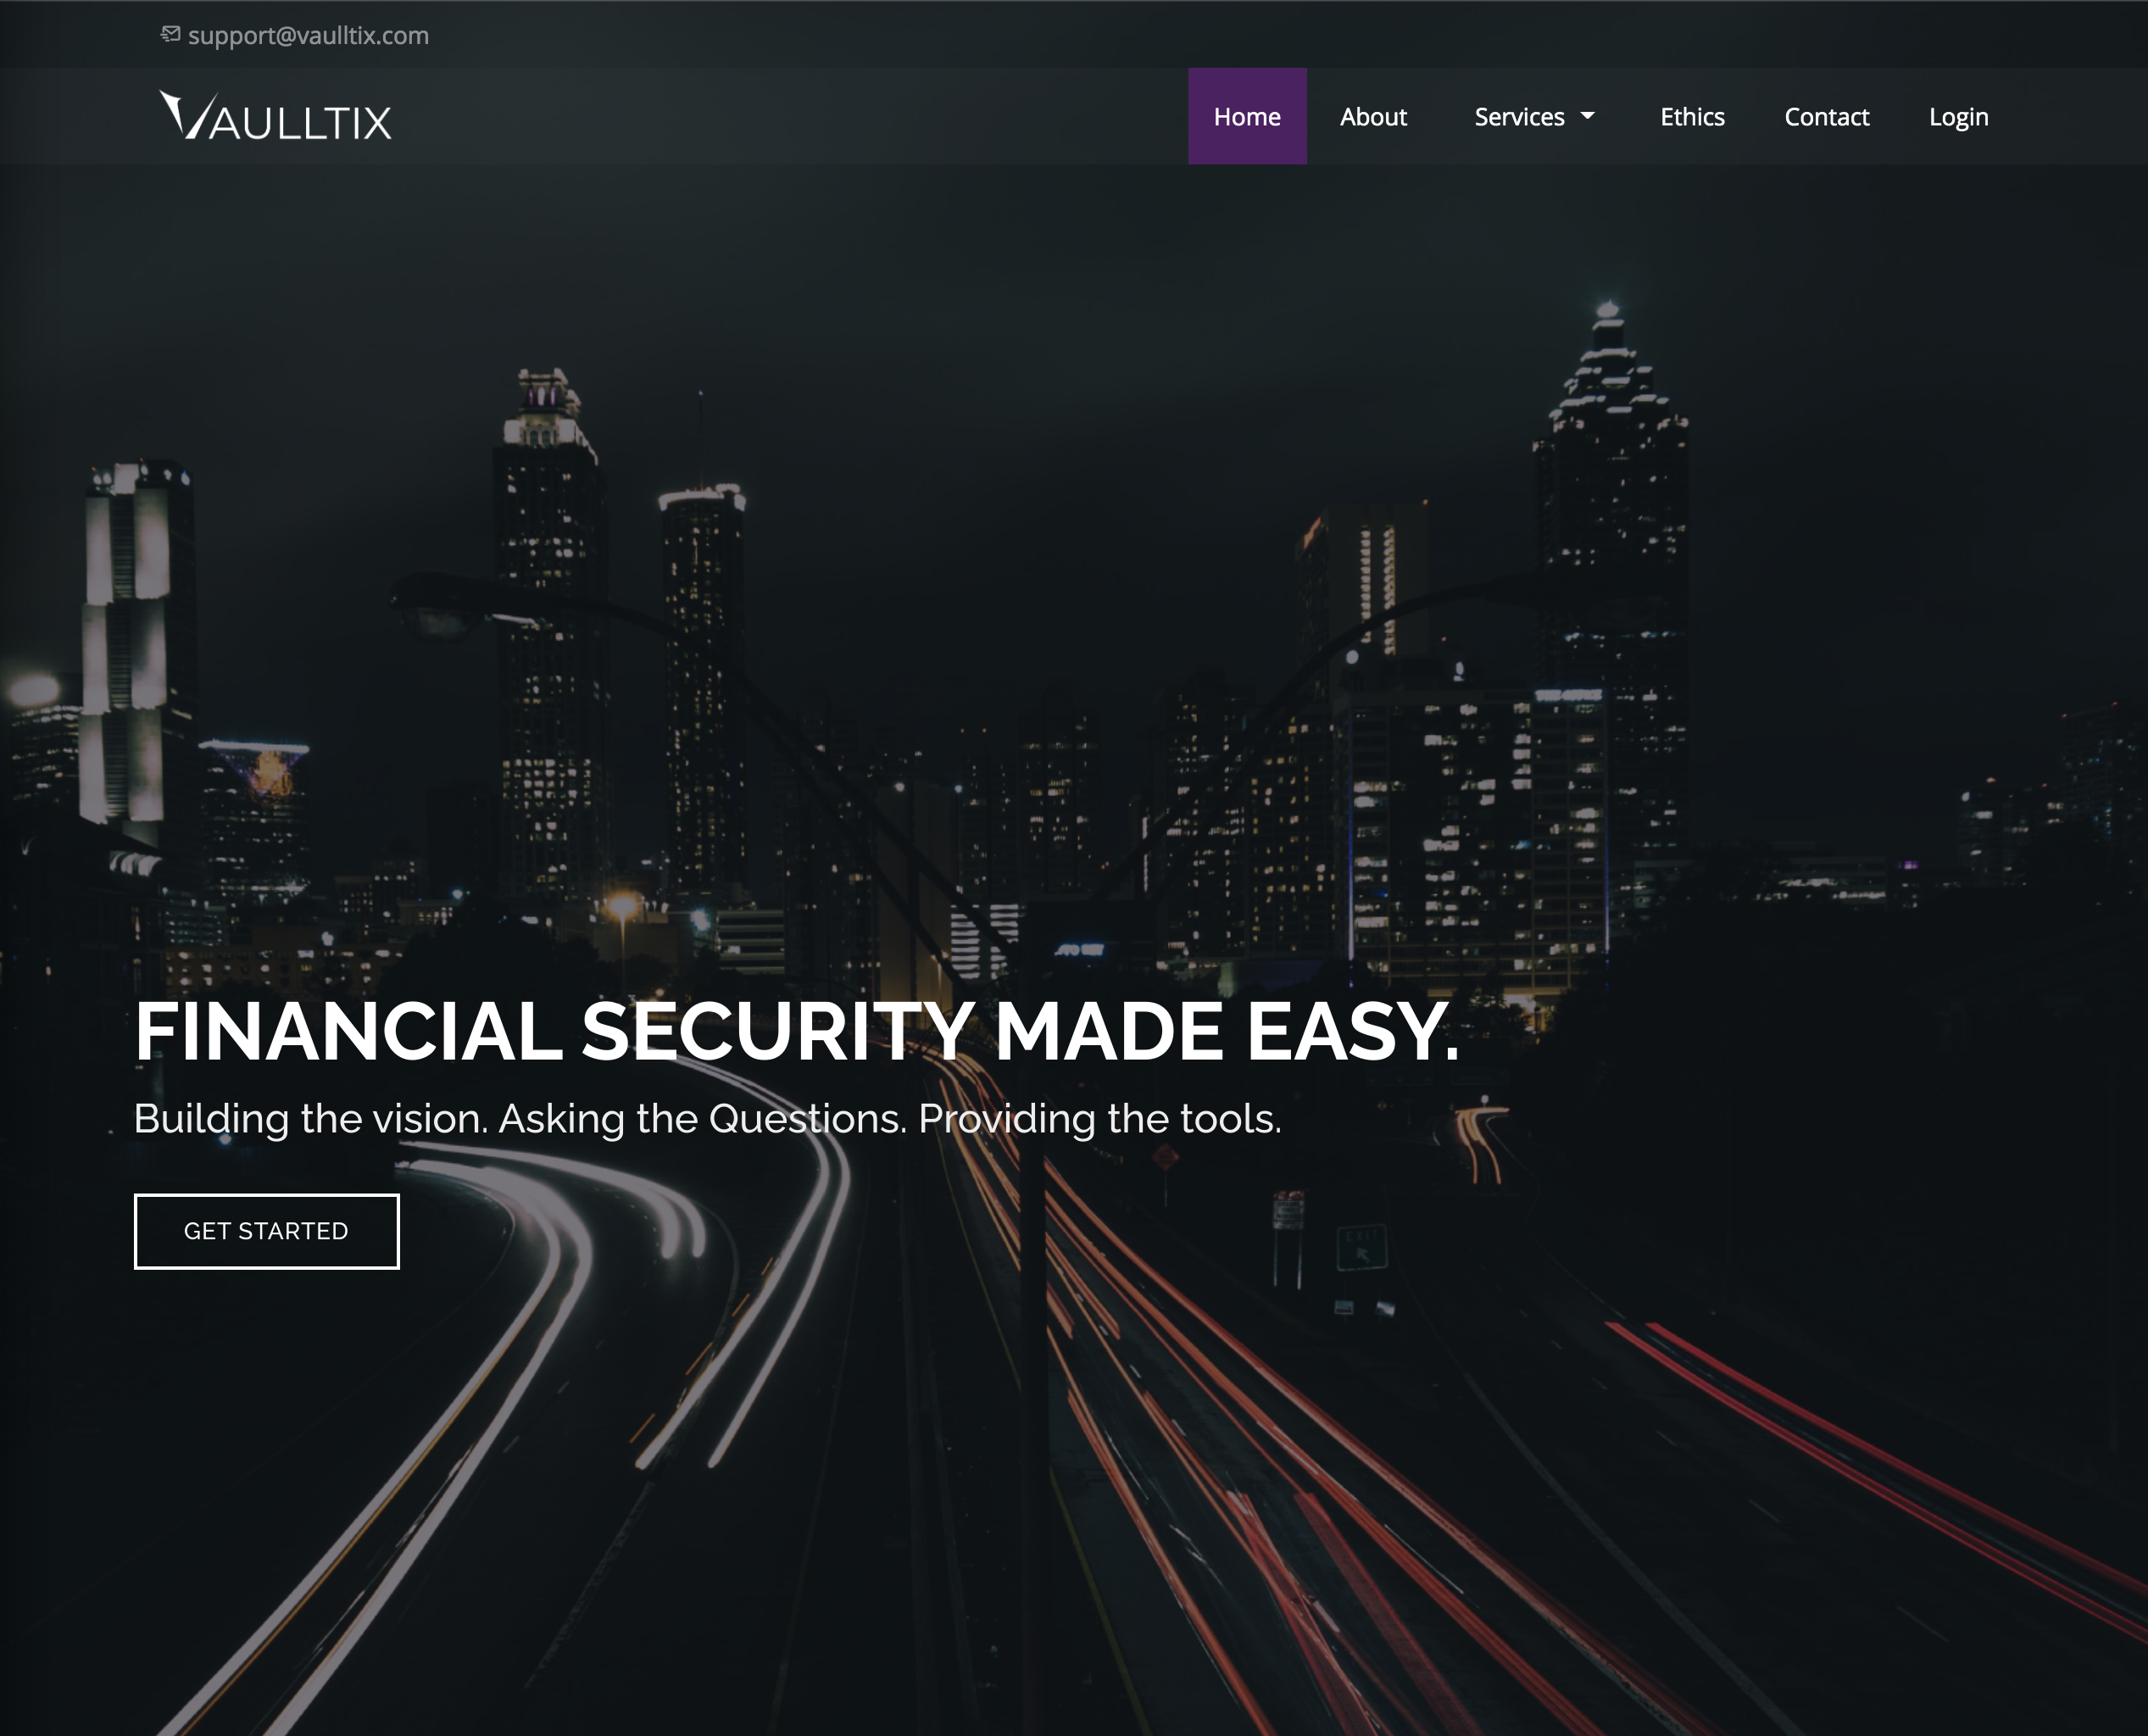 support@vaulltix.com
VAULLTIX
Home About Services Ethics Contact Login
FINANCIAL SECURITY MADE EASY.
Building the vision. Asking the Questions. Providing the tools.
GET STARTED
EXIT